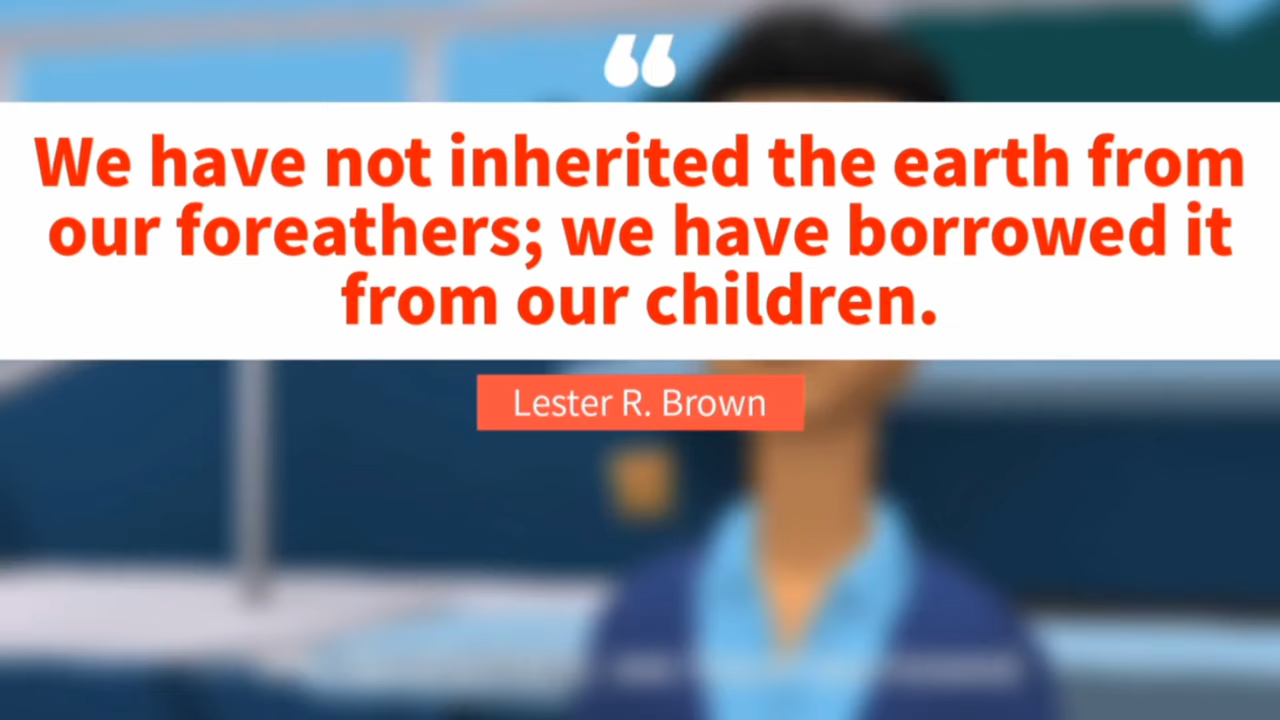 “
We have not inherited the earth from
our foreathers; we have borrowed it
from our children.
Lester R. Brown